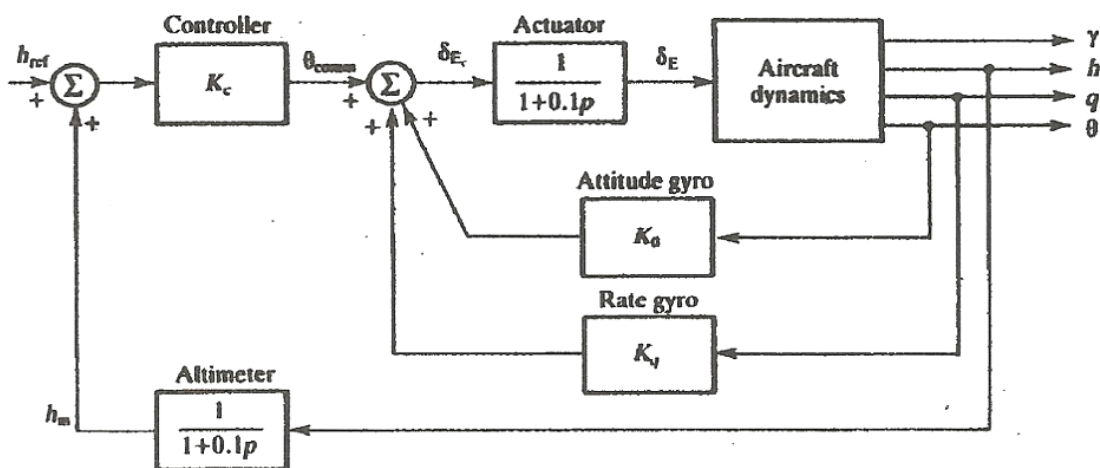 Controller
Actuator
h_ref
Σ
K_c
θ_comm
Σ
δ_E_c
1
1+0.1p
δ_E
Aircraft
dynamics
γ
h
q
θ
+
+
+
+
+
Attitude gyro
K_θ
Rate gyro
K_q
Altimeter
h_m
1
1+0.1p